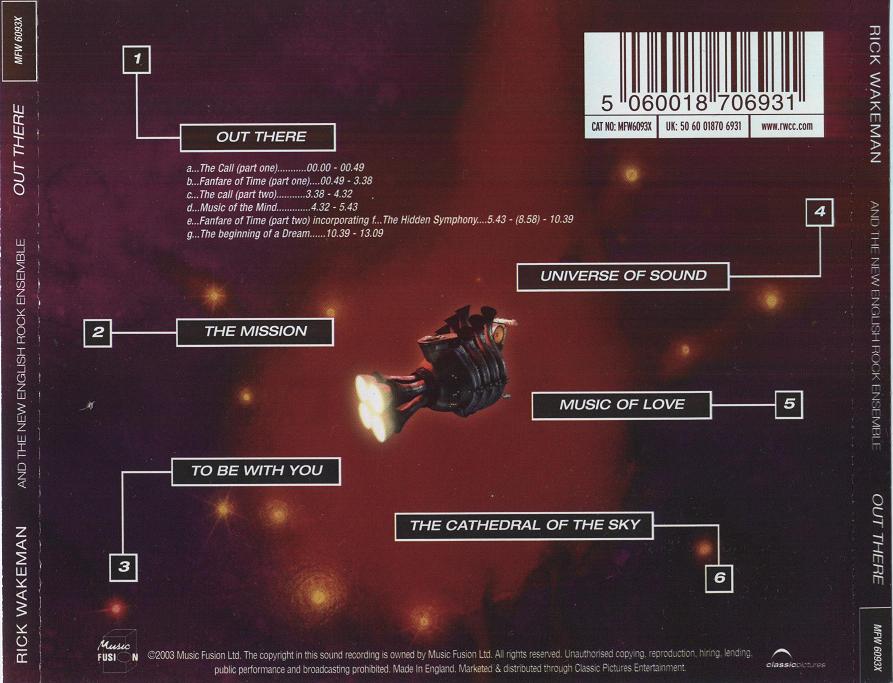 MFW 6093X
OUT THERE
AND THE NEW ENGLISH ROCK ENSEMBLE
RICK WAKEMAN
1
OUT THERE
a...The Call (part one)...........00.00 - 00.49
b...Fanfare of Time (part one)....00.49 - 3.38
c...The call (part two)...........3.38 - 4.32
d...Music of the Mind............4.32 - 5.43
e...Fanfare of Time (part two) incorporating f...The Hidden Symphony....5.43 - (8.58) - 10.39
g...The beginning of a Dream......10.39 - 13.09
2
THE MISSION
TO BE WITH YOU
3
5 060018 706931
CAT NO: MFW6093X UK: 50 60 01870 6931 www.rwcc.com
4
UNIVERSE OF SOUND
MUSIC OF LOVE
5
THE CATHEDRAL OF THE SKY
6
Music
FUSION
©2003 Music Fusion Ltd. The copyright in this sound recording is owned by Music Fusion Ltd. All rights reserved. Unauthorised copying, reproduction, hiring, lending,
public performance and broadcasting prohibited. Made In England. Marketed & distributed through Classic Pictures Entertainment.
classicpictures
RICK WAKEMAN
AND THE NEW ENGLISH ROCK ENSEMBLE
OUT THERE
MFW 6093X